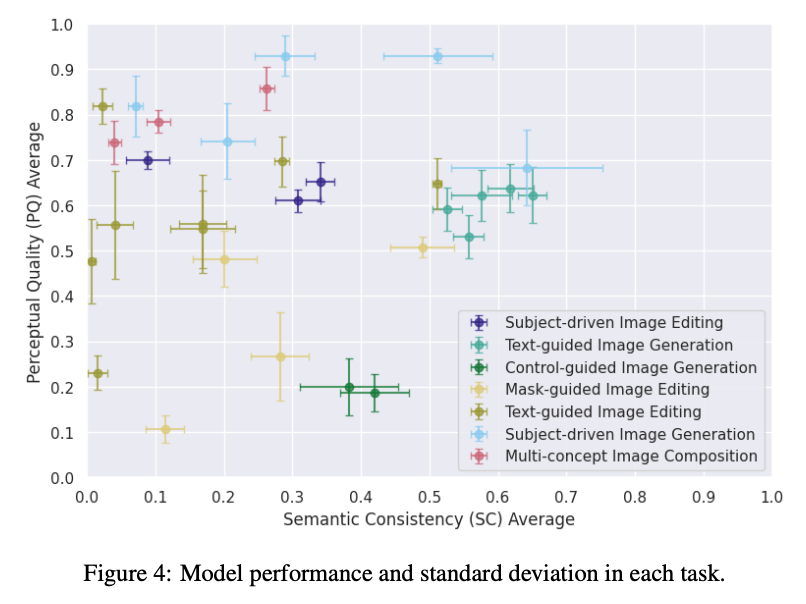 1.0
0.9
0.8
0.7
0.6
0.5
0.4
0.3
0.2
0.1
0.0
Perceptual Quality (PQ) Average
Subject-driven Image Editing
Text-guided Image Generation
Control-guided Image Generation
Mask-guided Image Editing
Text-guided Image Editing
Subject-driven Image Generation
Multi-concept Image Composition
0.0 0.1 0.2 0.3 0.4 0.5 0.6 0.7 0.8 0.9 1.0
Semantic Consistency (SC) Average
Figure 4: Model performance and standard deviation in each task.